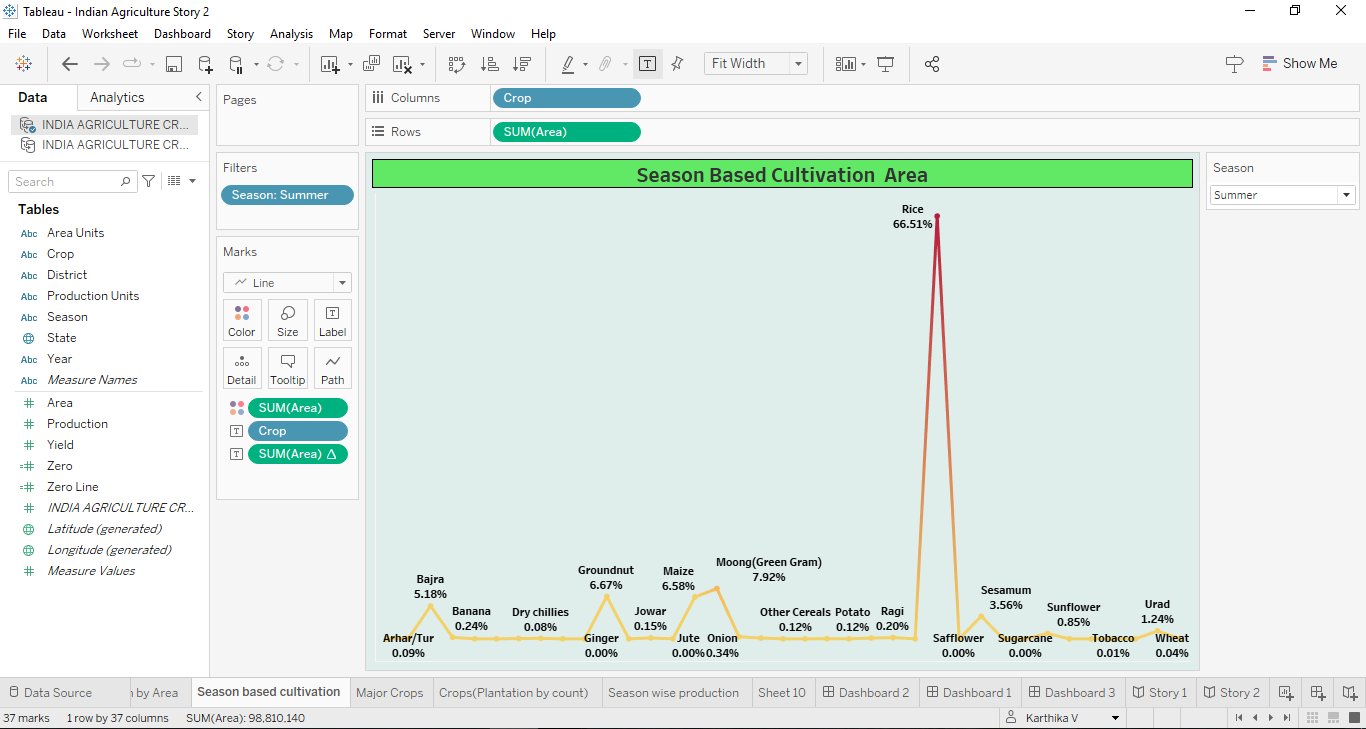 Tableau - Indian Agriculture Story 2
File Data Worksheet Dashboard Story Analysis Map Format Server Window Help
Fit Width Show Me
Data Analytics
INDIA AGRICULTURE CR...
INDIA AGRICULTURE CR...
Search
Tables
Abc Area Units
Abc Crop
Abc District
Abc Production Units
Abc Season
State
Abc Year
Abc Measure Names
Area
Production
Yield
Zero
Zero Line
INDIA AGRICULTURE CR...
Latitude (generated)
Longitude (generated)
Measure Values
Pages
Filters
Season: Summer
Marks
Line
Color Size Label
Detail Tooltip Path
SUM(Area)
Crop
SUM(Area) Δ
Columns Crop
Rows SUM(Area)
Season Based Cultivation Area
Rice
66.51%
Bajra
5.18%
Banana
0.24%
Dry chillies
0.08%
Groundnut
6.67%
Jowar
0.15%
Maize
6.58%
Moong(Green Gram)
7.92%
Other Cereals
0.12%
Potato
0.12%
Ragi
0.20%
Sesamum
3.56%
Sunflower
0.85%
Urad
1.24%
Arhar/Tur
0.09%
Ginger
0.00%
Jute
0.00%
Onion
0.34%
Safflower
0.00%
Sugarcane
0.00%
Tobacco
0.01%
Wheat
0.04%
Season
Summer
Data Source
by Area
Season based cultivation
Major Crops
Crops(Plantation by count)
Season wise production
Sheet 10
Dashboard 2
Dashboard 1
Dashboard 3
Story 1
Story 2
37 marks 1 row by 37 columns SUM(Area): 98,810,140
Karthika V